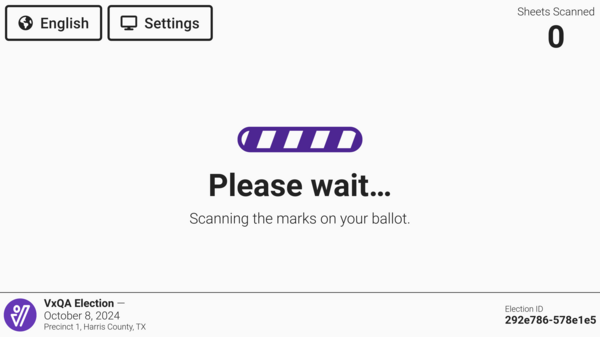 English
Settings
Sheets Scanned
0
Please wait…
Scanning the marks on your ballot.
VxQA Election —
October 8, 2024
Precinct 1, Harris County, TX
Election ID
292e786-578e1e5